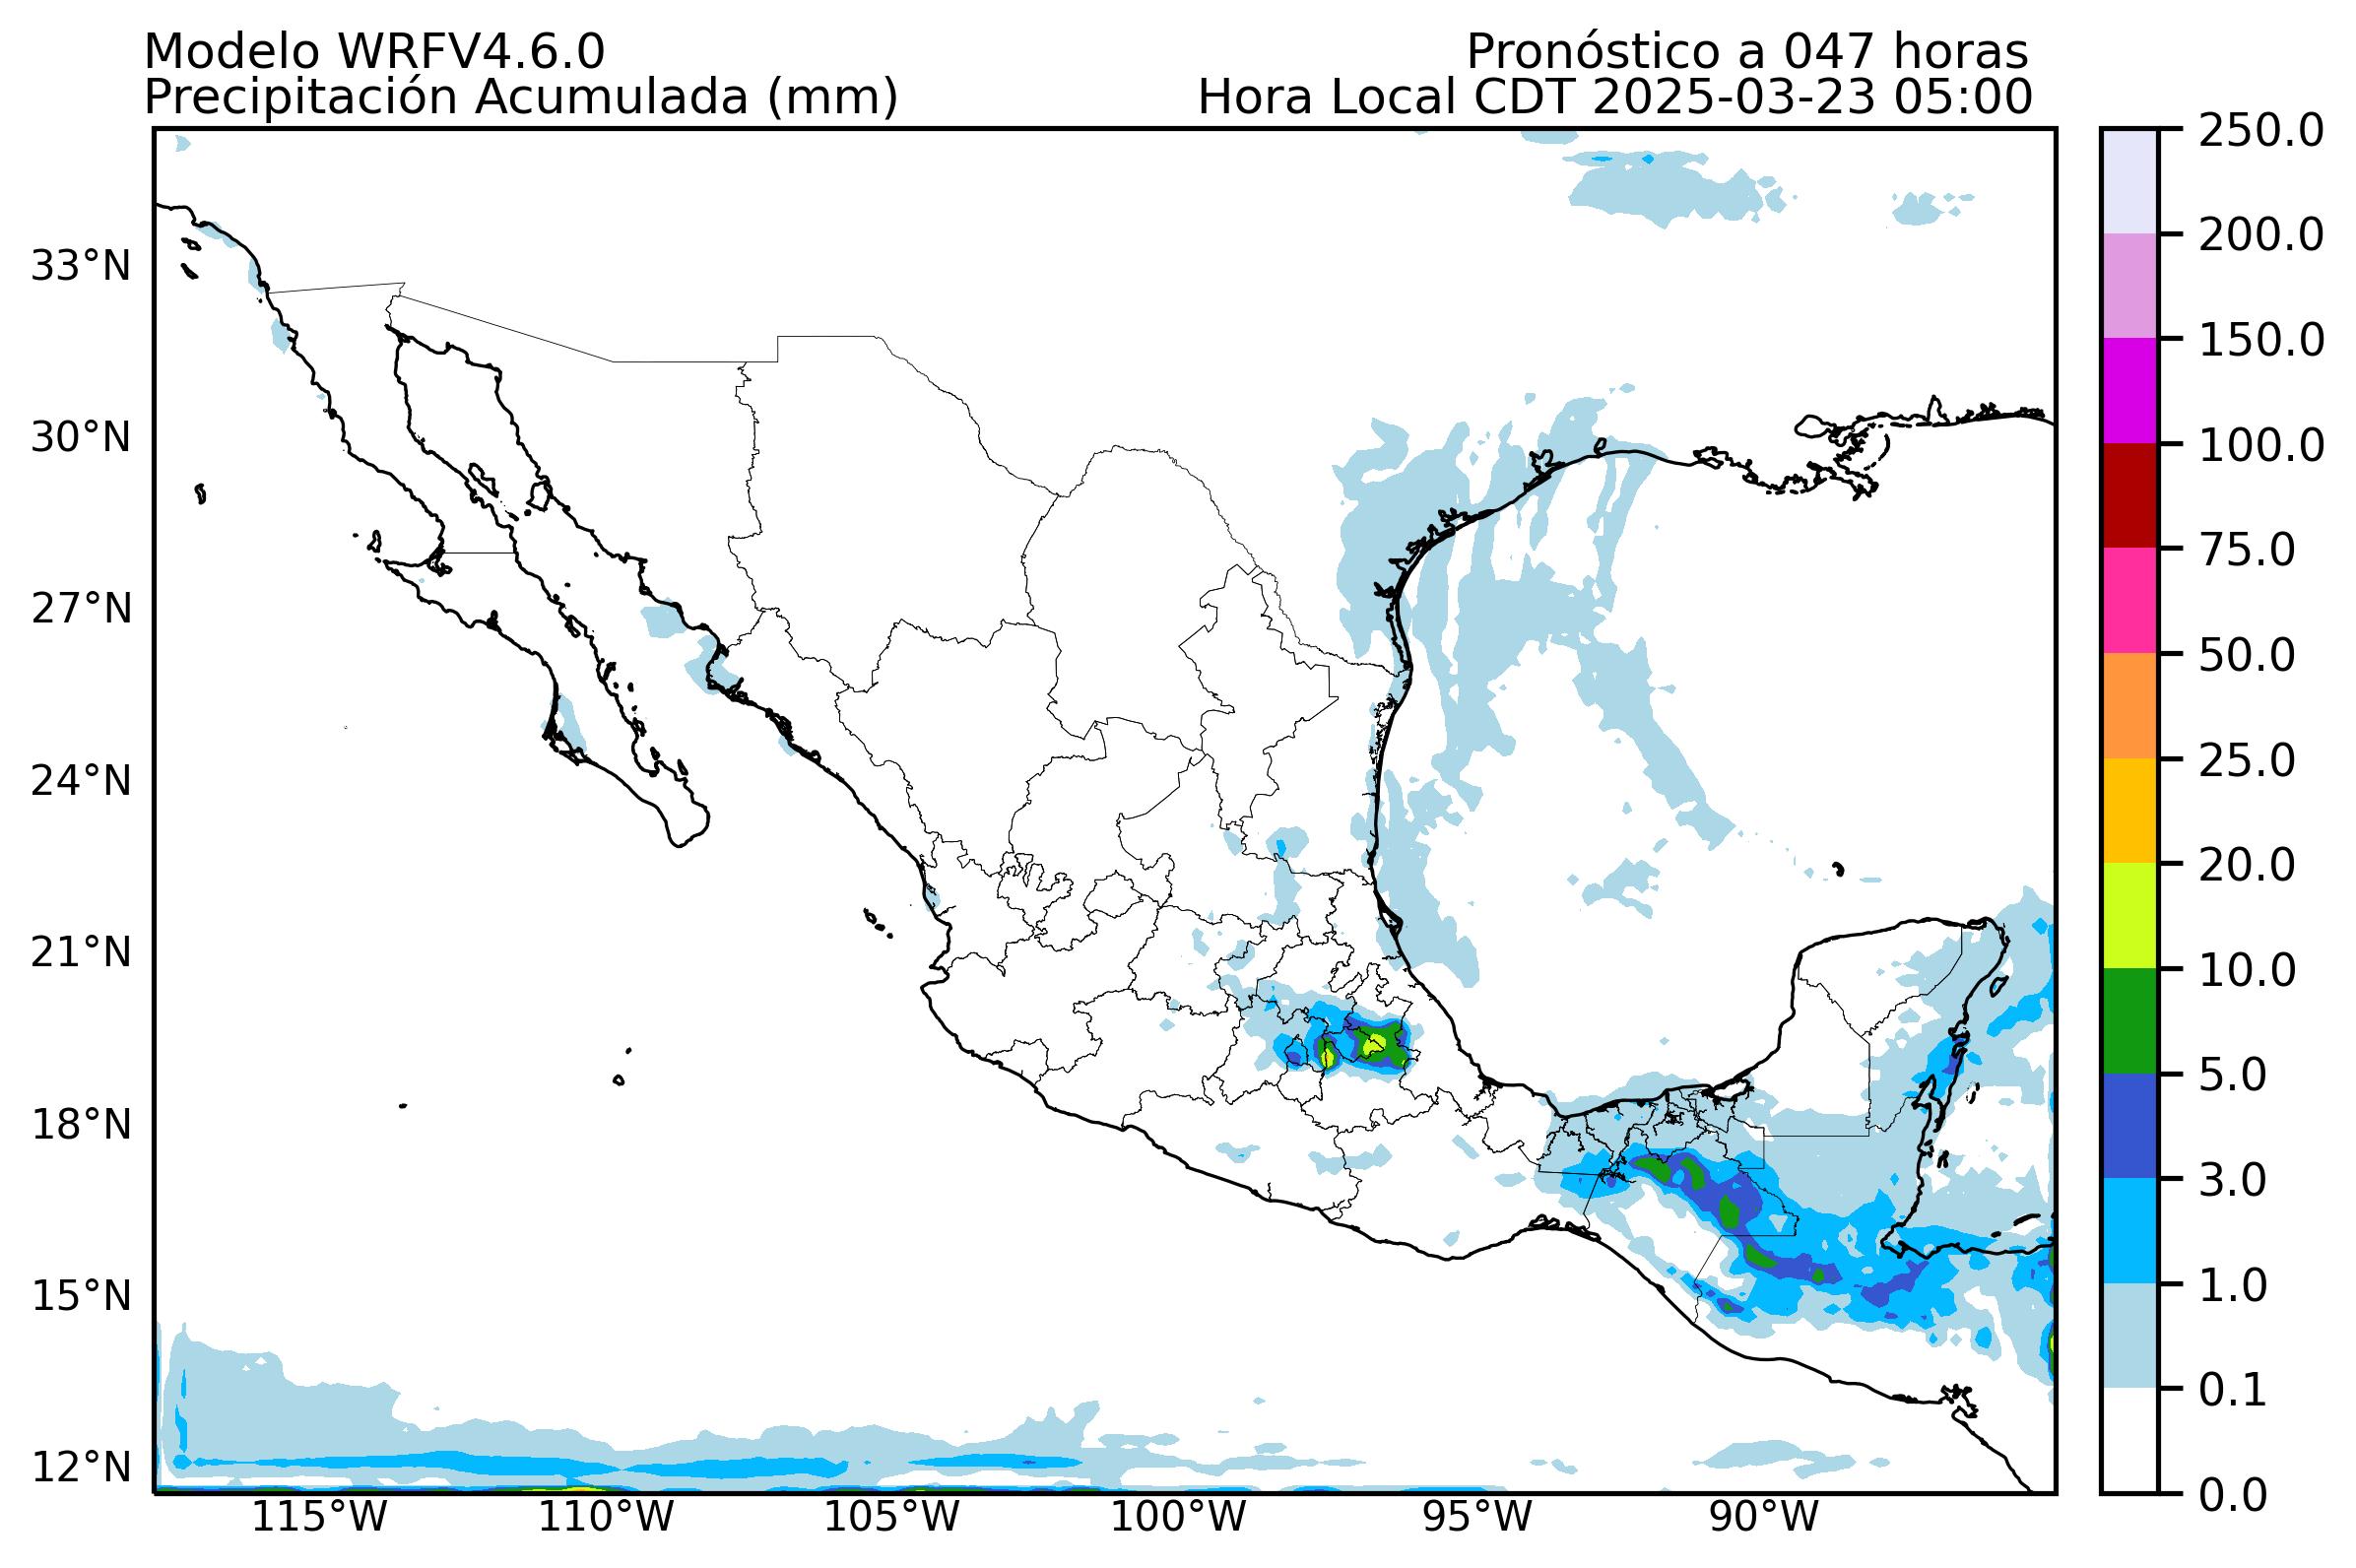 Modelo WRFV4.6.0
Pronóstico a 047 horas
Precipitación Acumulada (mm)
Hora Local CDT 2025-03-23 05:00
250.0
200.0
150.0
100.0
75.0
50.0
25.0
20.0
10.0
5.0
3.0
1.0
0.1
0.0
33°N
30°N
27°N
24°N
21°N
18°N
15°N
12°N
115°W
110°W
105°W
100°W
95°W
90°W